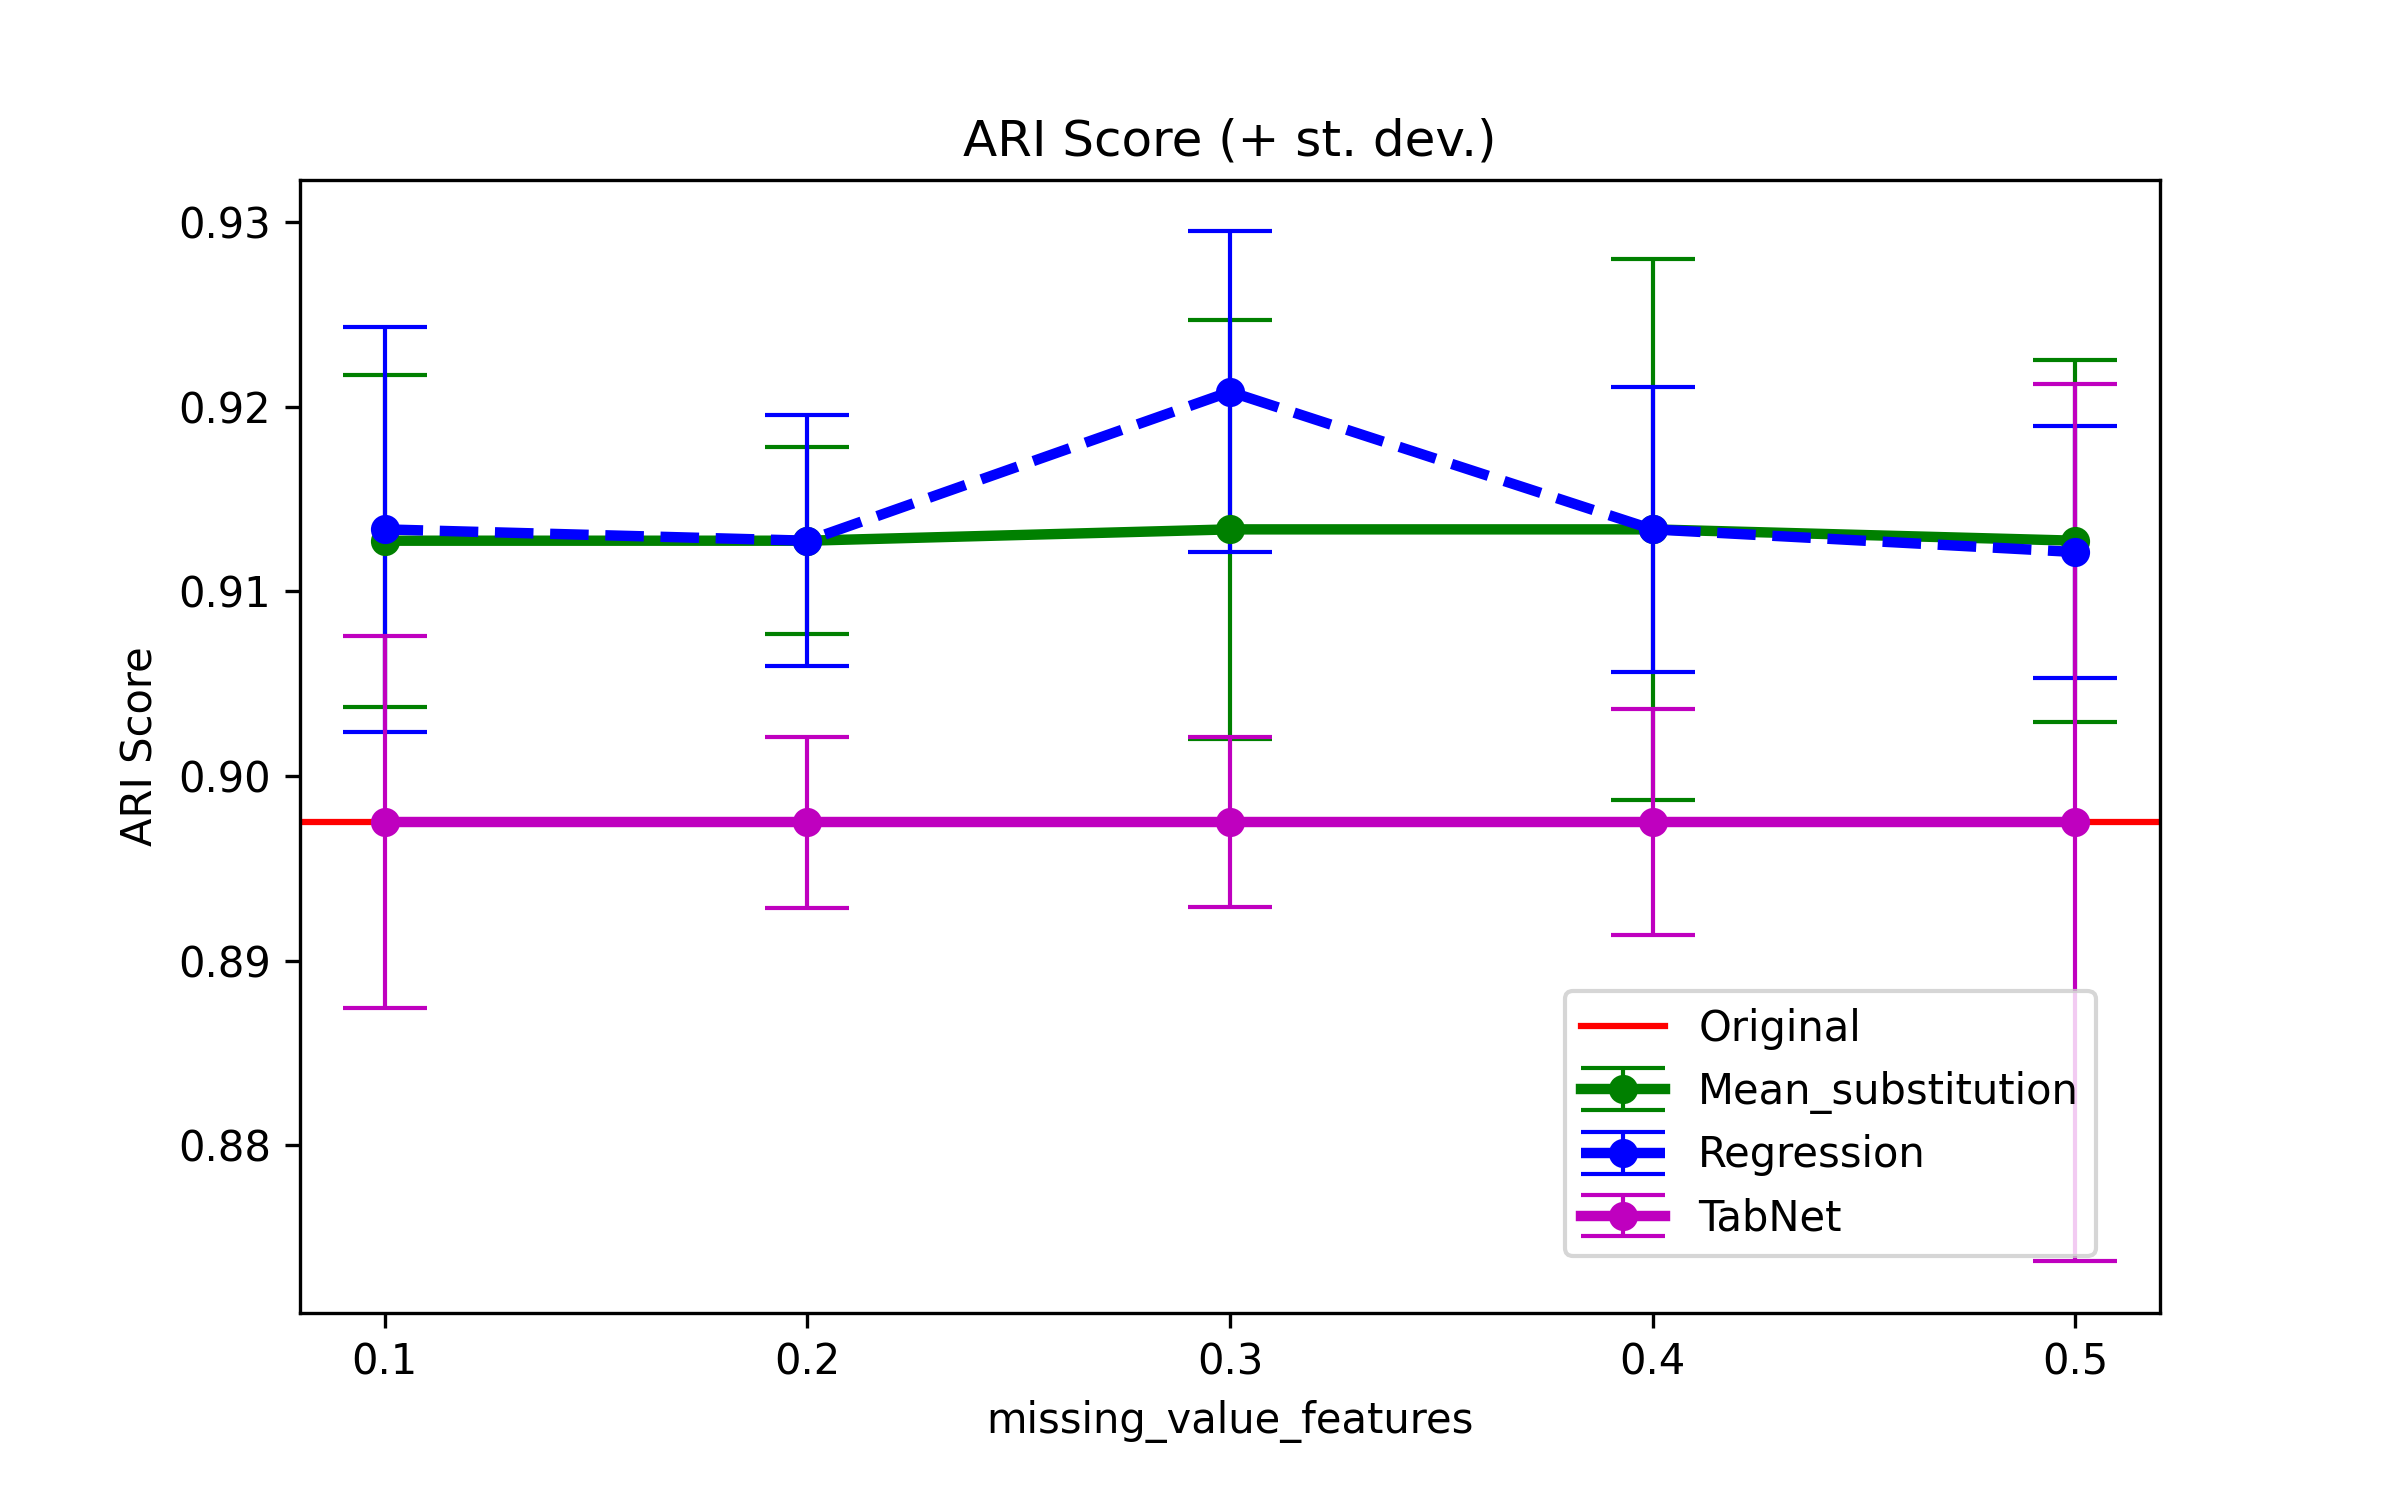 ARI Score (+ st. dev.)
ARI Score
0.93
0.92
0.91
0.90
0.89
0.88
Original
Mean_substitution
Regression
TabNet
0.1 0.2 0.3 0.4 0.5
missing_value_features